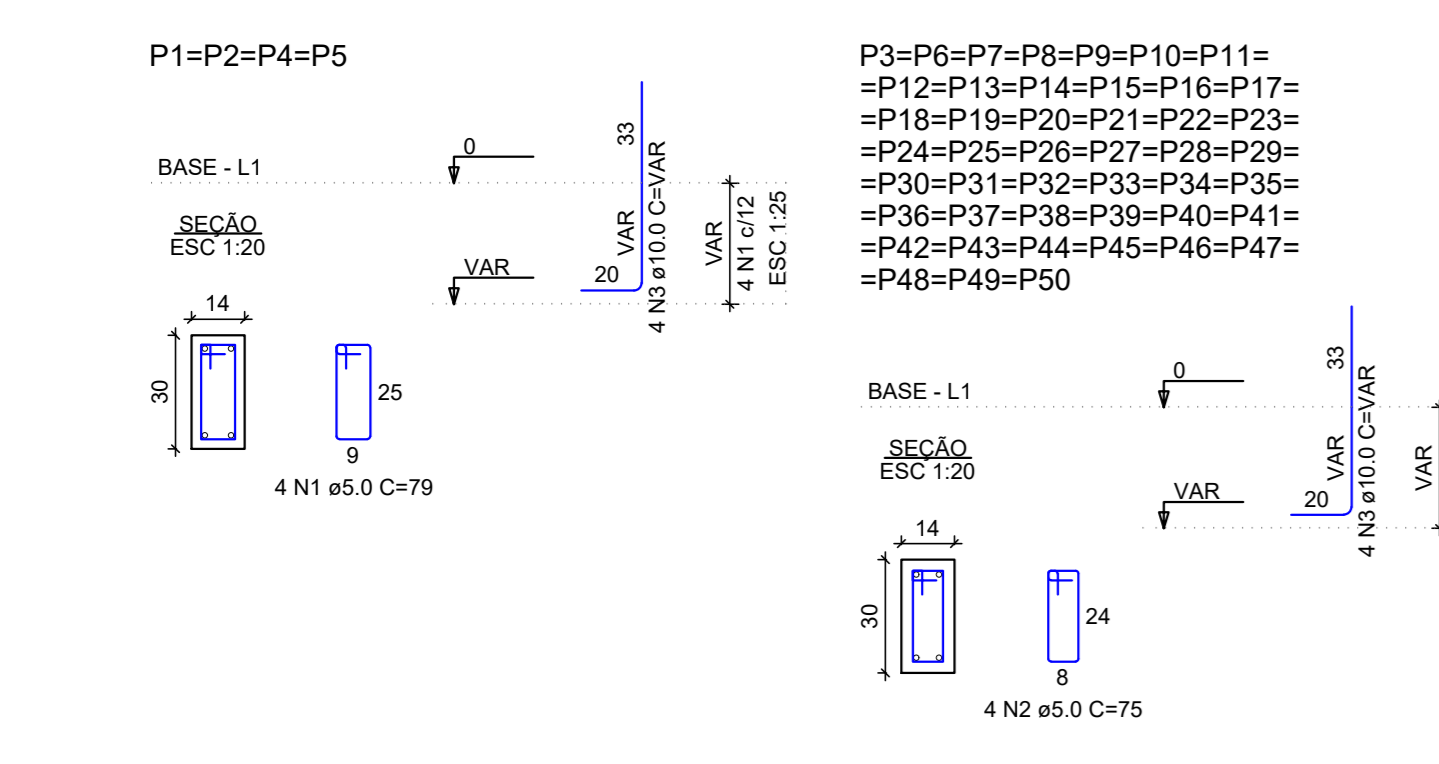 P1=P2=P4=P5
33
0
BASE - L1
4 N3 ø10.0 C=VAR
VAR
VAR
4 N1 c/12
ESC 1:25
SEÇÃO
ESC 1:20
VAR
20
14
30
25
9
4 N1 ø5.0 C=79
P3=P6=P7=P8=P9=P10=P11=
=P12=P13=P14=P15=P16=P17=
=P18=P19=P20=P21=P22=P23=
=P24=P25=P26=P27=P28=P29=
=P30=P31=P32=P33=P34=P35=
=P36=P37=P38=P39=P40=P41=
=P42=P43=P44=P45=P46=P47=
=P48=P49=P50
33
0
BASE - L1
4 N3 ø10.0 C=VAR
VAR
VAR
SEÇÃO
ESC 1:20
VAR
20
14
30
24
8
4 N2 ø5.0 C=75